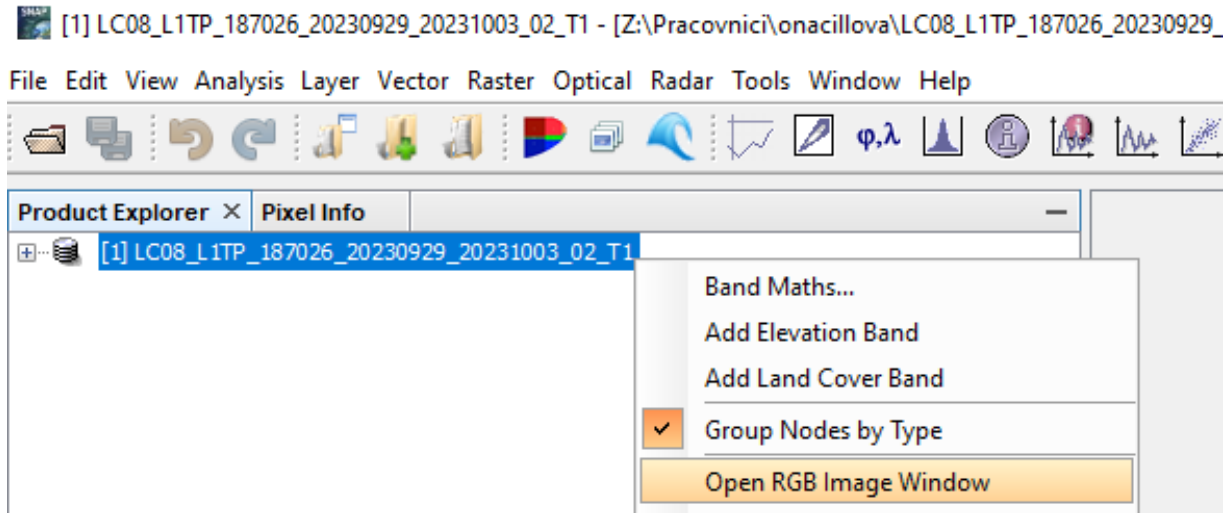 SNAP
[1] LC08_L1TP_187026_20230929_20231003_02_T1 - [Z:\Pracovnici\onacillova\LC08_L1TP_187026_20230929_
File Edit View Analysis Layer Vector Raster Optical Radar Tools Window Help
φ,λ
Product Explorer × Pixel Info
[1] LC08_L1TP_187026_20230929_20231003_02_T1
Band Maths...
Add Elevation Band
Add Land Cover Band
Group Nodes by Type
Open RGB Image Window